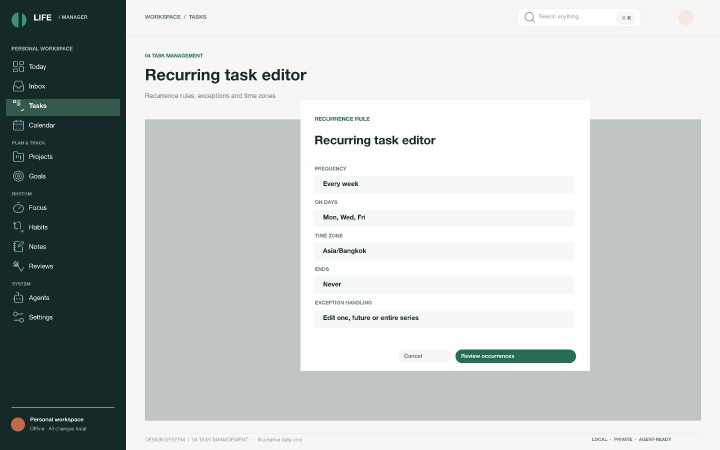 LIFE / MANAGER
PERSONAL WORKSPACE
Today
Inbox
Tasks
Calendar
PLAN & TRACK
Projects
Goals
RHYTHM
Focus
Habits
Notes
Reviews
SYSTEM
Agents
Settings
Personal workspace
Offline · All changes local
WORKSPACE / TASKS
Search anything...
⌘ K
04 TASK MANAGEMENT
Recurring task editor
Recurrence rules, exceptions and time zones
RECURRENCE RULE
Recurring task editor
FREQUENCY
Every week
ON DAYS
Mon, Wed, Fri
TIME ZONE
Asia/Bangkok
ENDS
Never
EXCEPTION HANDLING
Edit one, future or entire series
Cancel
Review occurrences
DESIGN SYSTEM / 04 TASK MANAGEMENT · Illustrative data only
LOCAL · PRIVATE · AGENT-READY